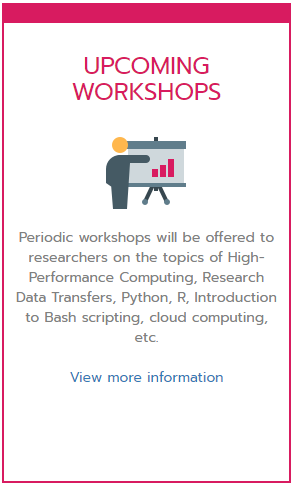 UPCOMING
WORKSHOPS
Periodic workshops will be offered to
researchers on the topics of High-
Performance Computing, Research
Data Transfers, Python, R, Introduction
to Bash scripting, cloud computing,
etc.
View more information